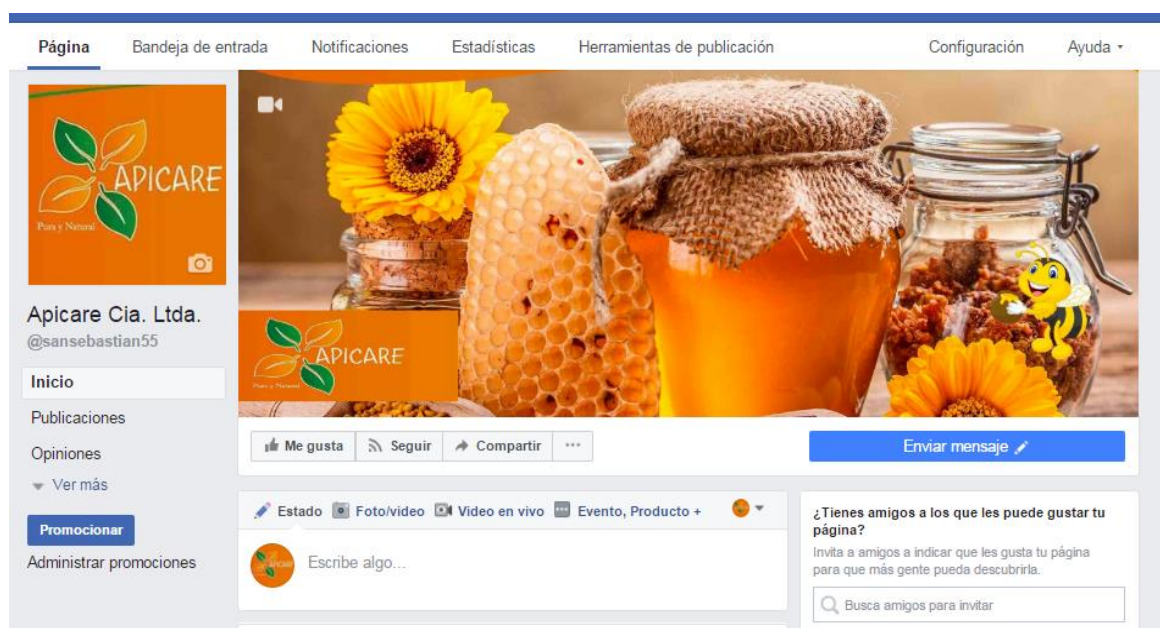 Página Bandeja de entrada Notificaciones Estadísticas Herramientas de publicación Configuración Ayuda
APICARE
Pura y Natural
Apicare Cia. Ltda.
@sansebastian55
Inicio
Publicaciones
Opiniones
Ver más
Promocionar
Administrar promociones
APICARE
Pura y Natural
Me gusta Seguir Compartir ...
Enviar mensaje
Estado Foto/video Video en vivo Evento, Producto +
Escribe algo...
¿Tienes amigos a los que les puede gustar tu
página?
Invita a amigos a indicar que les gusta tu página
para que más gente pueda descubrirla.
Busca amigos para invitar